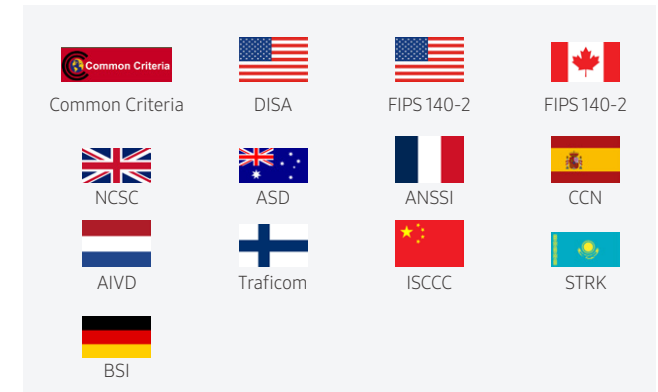 Common Criteria
Common Criteria DISA FIPS 140-2 FIPS 140-2
NCSC ASD ANSSI CCN
AIVD Traficom ISCCC STRK
BSI